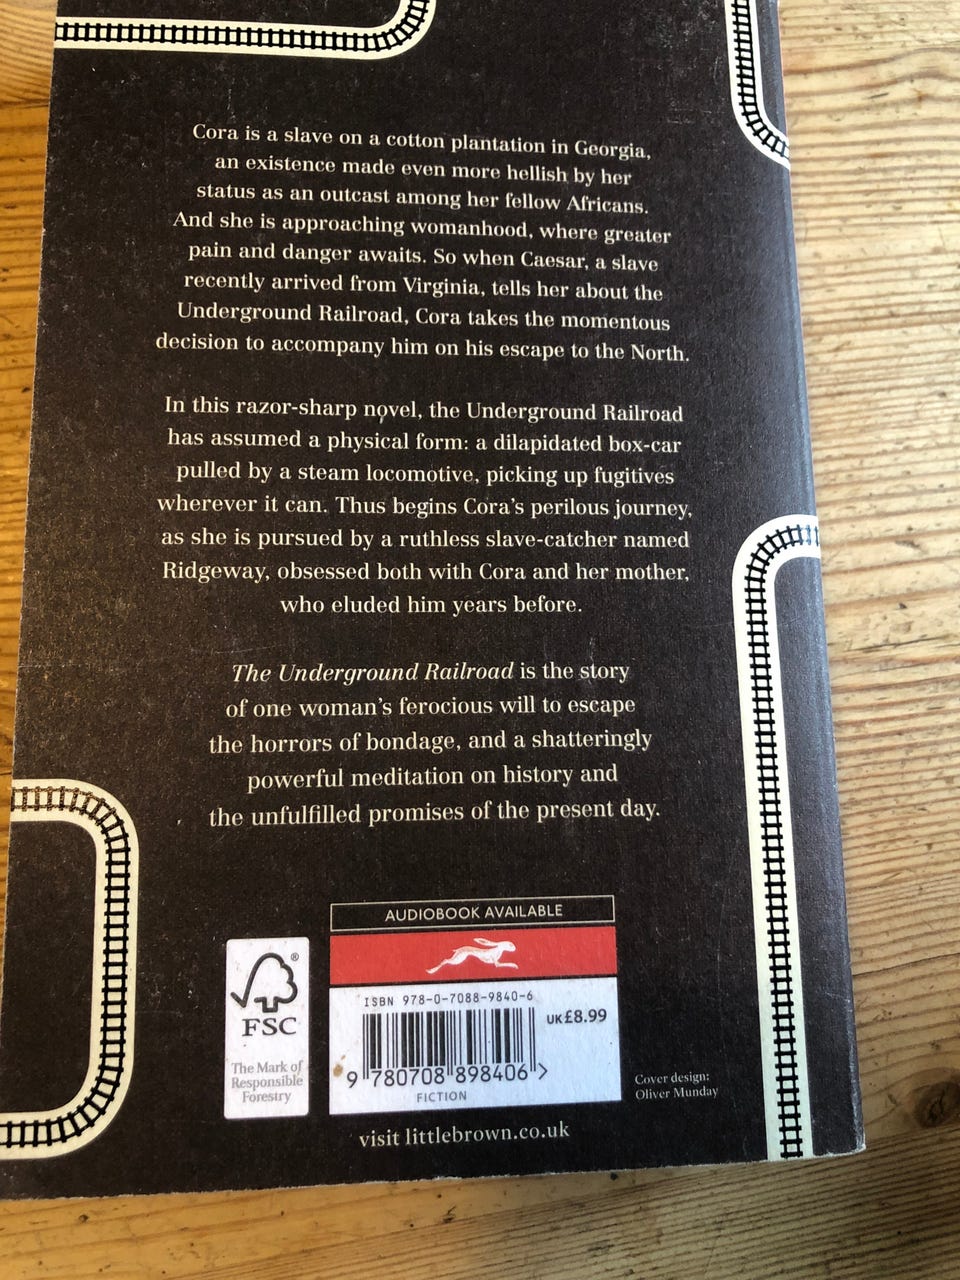 Cora is a slave on a cotton plantation in Georgia,
an existence made even more hellish by her
status as an outcast among her fellow Africans.
And she is approaching womanhood, where greater
pain and danger awaits. So when Caesar, a slave
recently arrived from Virginia, tells her about the
Underground Railroad, Cora takes the momentous
decision to accompany him on his escape to the North.
In this razor-sharp novel, the Underground Railroad
has assumed a physical form: a dilapidated box-car
pulled by a steam locomotive, picking up fugitives
wherever it can. Thus begins Cora's perilous journey,
as she is pursued by a ruthless slave-catcher named
Ridgeway, obsessed both with Cora and her mother,
who eluded him years before.
The Underground Railroad is the story
of one woman's ferocious will to escape
the horrors of bondage, and a shatteringly
powerful meditation on history and
the unfulfilled promises of the present day.
AUDIOBOOK AVAILABLE
ISBN 978-0-7088-9840-6
UK£8.99
9 780708 898406 >
FICTION
®
FSC
The Mark of
Responsible
Forestry
Cover design:
Oliver Munday
visit littlebrown.co.uk